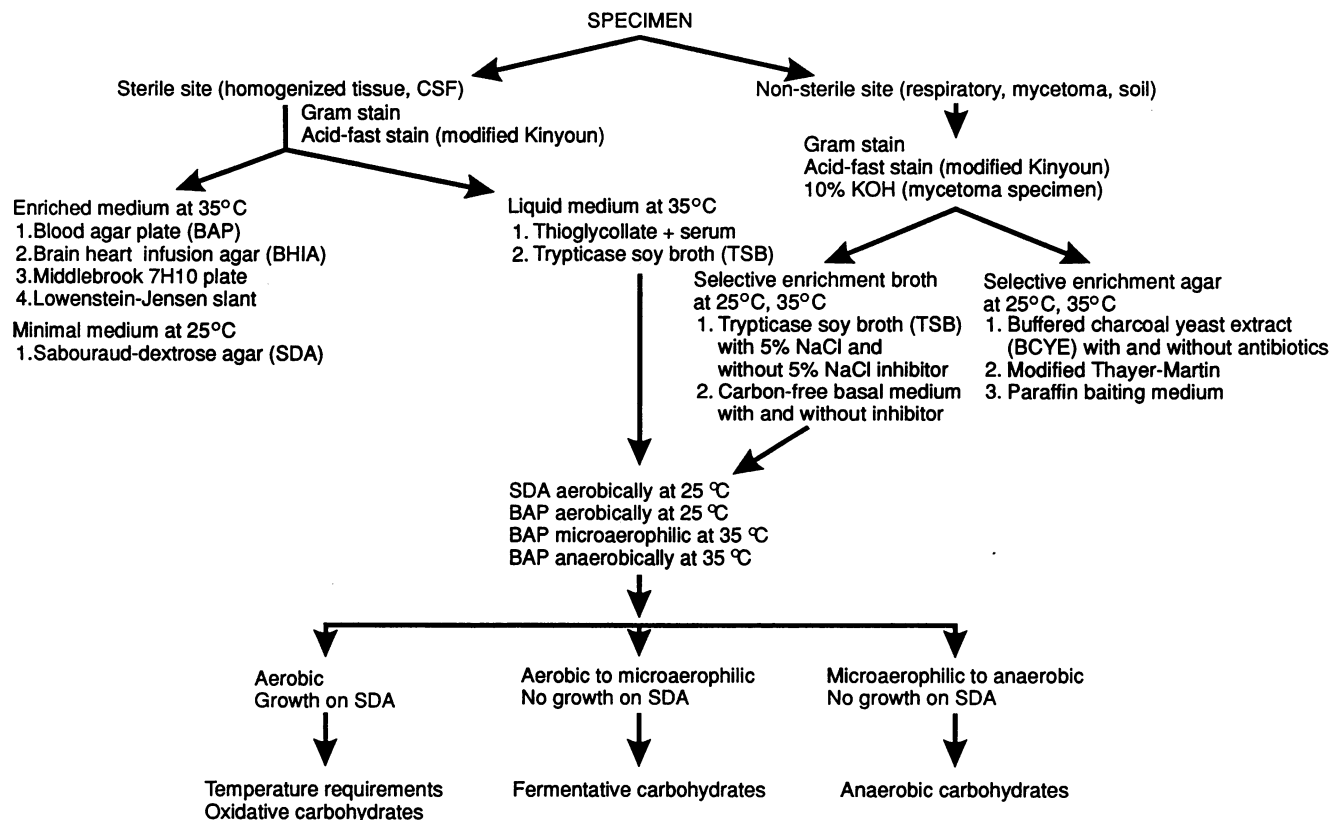 SPECIMEN
Sterile site (homogenized tissue, CSF)
Gram stain
Acid-fast stain (modified Kinyoun)
Non-sterile site (respiratory, mycetoma, soil)
Gram stain
Acid-fast stain (modified Kinyoun)
10% KOH (mycetoma specimen)
Enriched medium at 35°C
1.Blood agar plate (BAP)
2.Brain heart infusion agar (BHIA)
3.Middlebrook 7H10 plate
4.Lowenstein-Jensen slant
Minimal medium at 25°C
1.Sabouraud-dextrose agar (SDA)
Liquid medium at 35°C
1. Thioglycollate + serum
2. Trypticase soy broth (TSB)
Selective enrichment broth
at 25°C, 35°C
1. Trypticase soy broth (TSB)
with 5% NaCl and
without 5% NaCl inhibitor
2. Carbon-free basal medium
with and without inhibitor
Selective enrichment agar
at 25°C, 35°C
1. Buffered charcoal yeast extract
(BCYE) with and without antibiotics
2. Modified Thayer-Martin
3. Paraffin baiting medium
SDA aerobically at 25 °C
BAP aerobically at 25 °C
BAP microaerophilic at 35 °C
BAP anaerobically at 35 °C
Aerobic
Growth on SDA
Aerobic to microaerophilic
No growth on SDA
Microaerophilic to anaerobic
No growth on SDA
Temperature requirements
Oxidative carbohydrates
Fermentative carbohydrates
Anaerobic carbohydrates